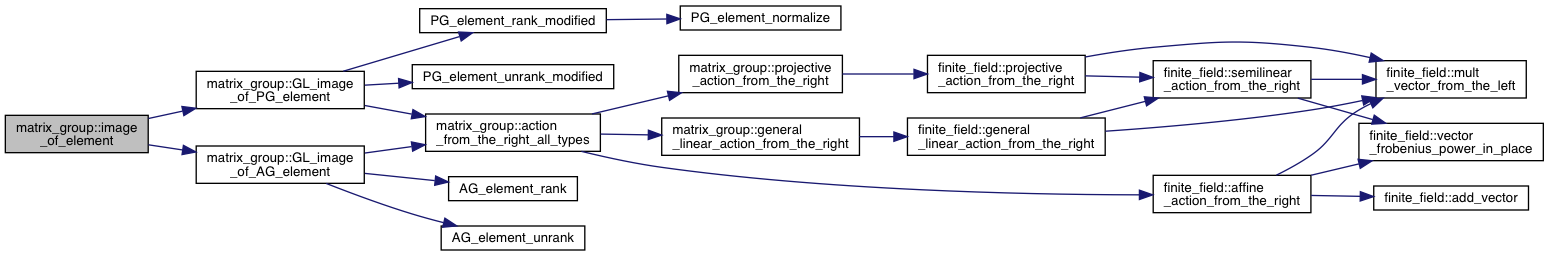 matrix_group::image
_of_element
matrix_group::GL_image
_of_PG_element
matrix_group::GL_image
_of_AG_element
PG_element_rank_modified
PG_element_unrank_modified
matrix_group::action
_from_the_right_all_types
AG_element_rank
AG_element_unrank
PG_element_normalize
matrix_group::projective
_action_from_the_right
matrix_group::general
_linear_action_from_the_right
finite_field::projective
_action_from_the_right
finite_field::general
_linear_action_from_the_right
finite_field::semilinear
_action_from_the_right
finite_field::affine
_action_from_the_right
finite_field::mult
_vector_from_the_left
finite_field::vector
_frobenius_power_in_place
finite_field::add_vector